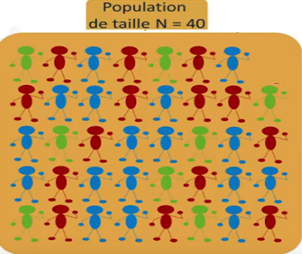 Population
de taille N = 40